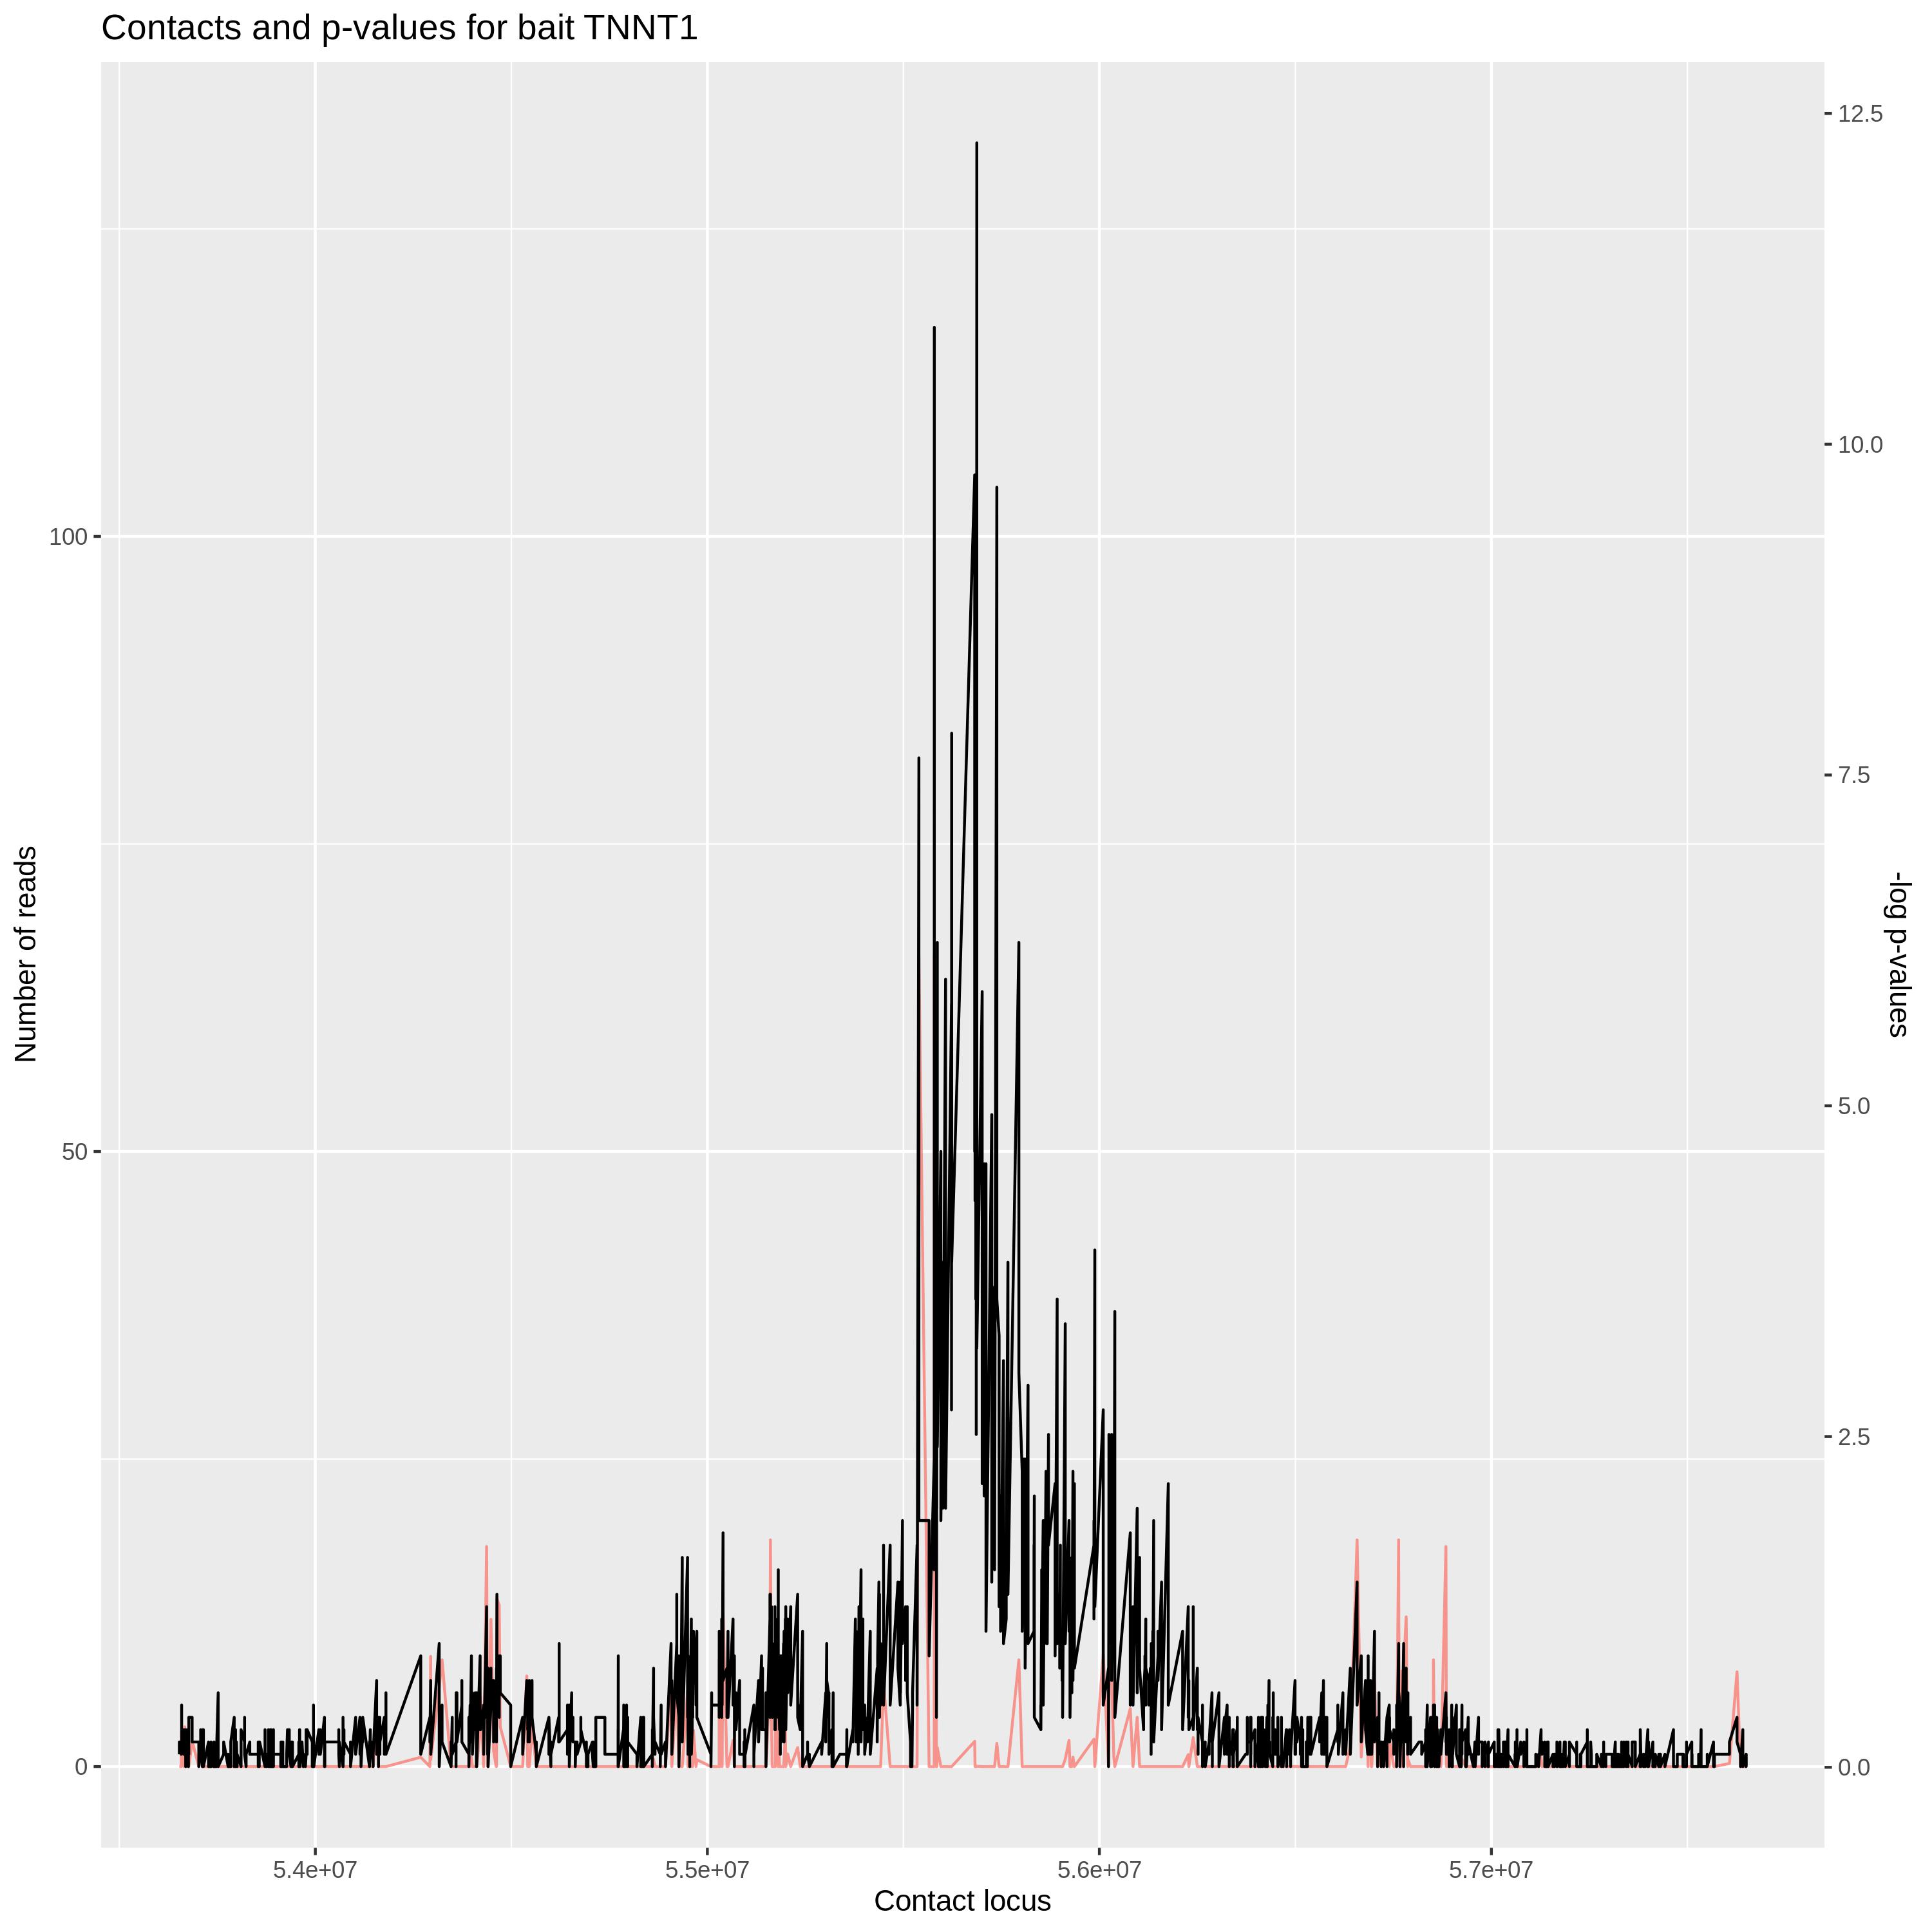 Contacts and p-values for bait TNNT1
Number of reads
100
50
0
12.5
10.0
7.5
5.0
2.5
0.0
-log p-values
5.4e+07
5.5e+07
5.6e+07
5.7e+07
Contact locus